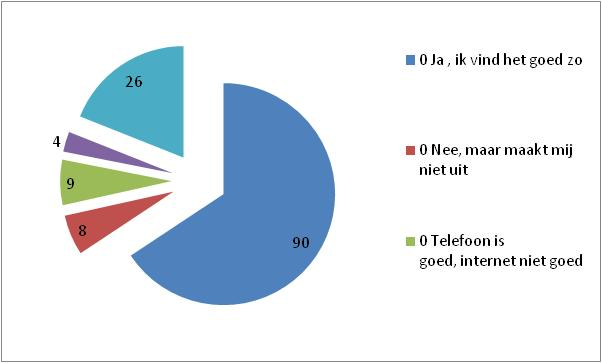 26
4
9
8
90
0 Ja , ik vind het goed zo
0 Nee, maar maakt mij
niet uit
0 Telefoon is
goed, internet niet goed